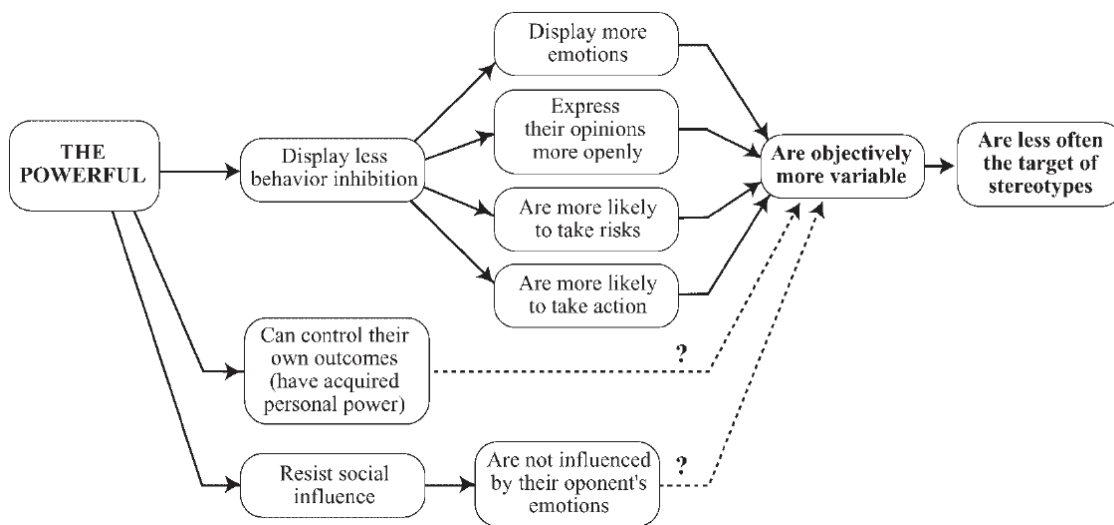 THE
POWERFUL
Display less
behavior inhibition
Display more
emotions
Express
their opinions
more openly
Are more likely
to take risks
Are more likely
to take action
Are objectively
more variable
Are less often
the target of
stereotypes
Can control their
own outcomes
(have acquired
personal power)
?
Resist social
influence
Are not influenced
by their oponent's
emotions
?